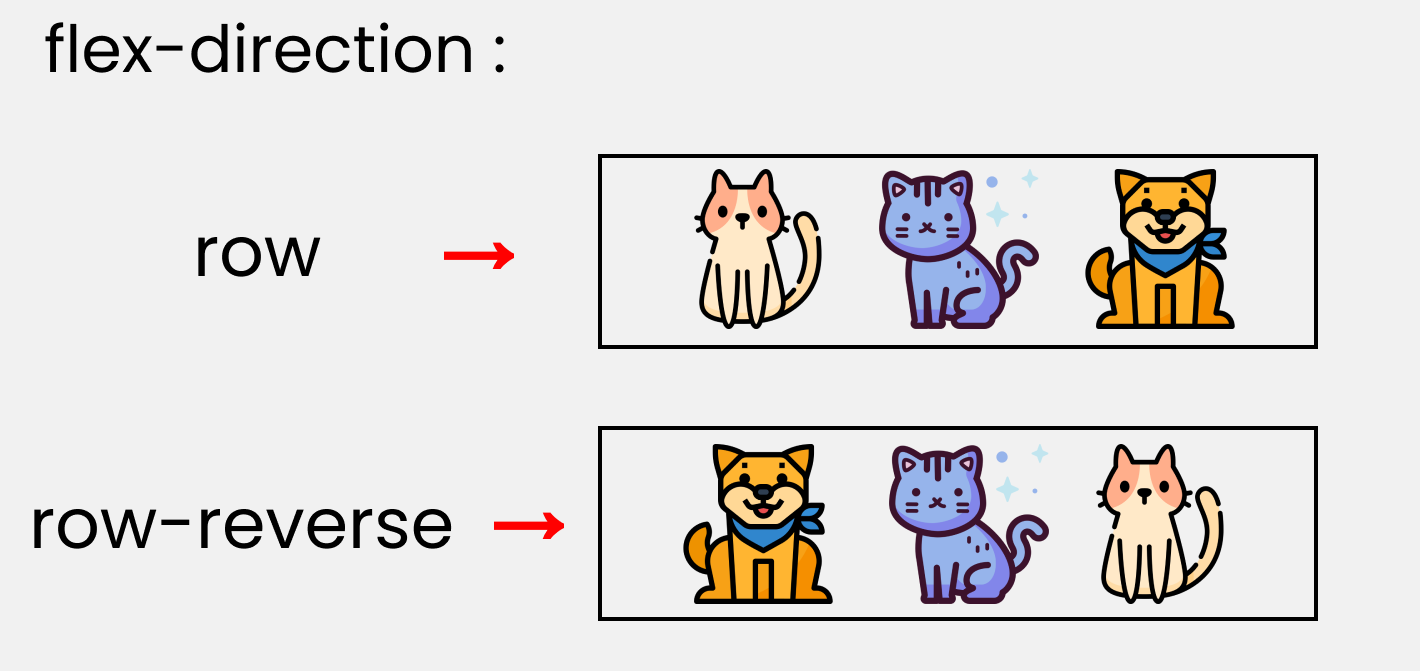 flex-direction :
row →
row-reverse →